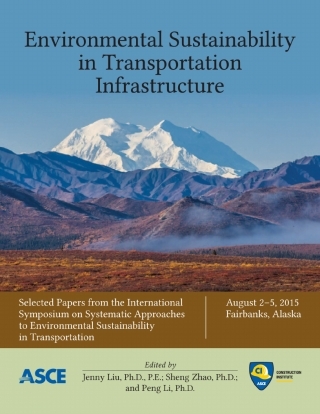 Environmental Sustainability
in Transportation
Infrastructure
Selected Papers from the International
Symposium on Systematic Approaches
to Environmental Sustainability
in Transportation
August 2–5, 2015
Fairbanks, Alaska
Edited by
Jenny Liu, Ph.D., P.E.; Sheng Zhao, Ph.D.;
and Peng Li, Ph.D.
ASCE
CI
ASCE
CONSTRUCTION
INSTITUTE